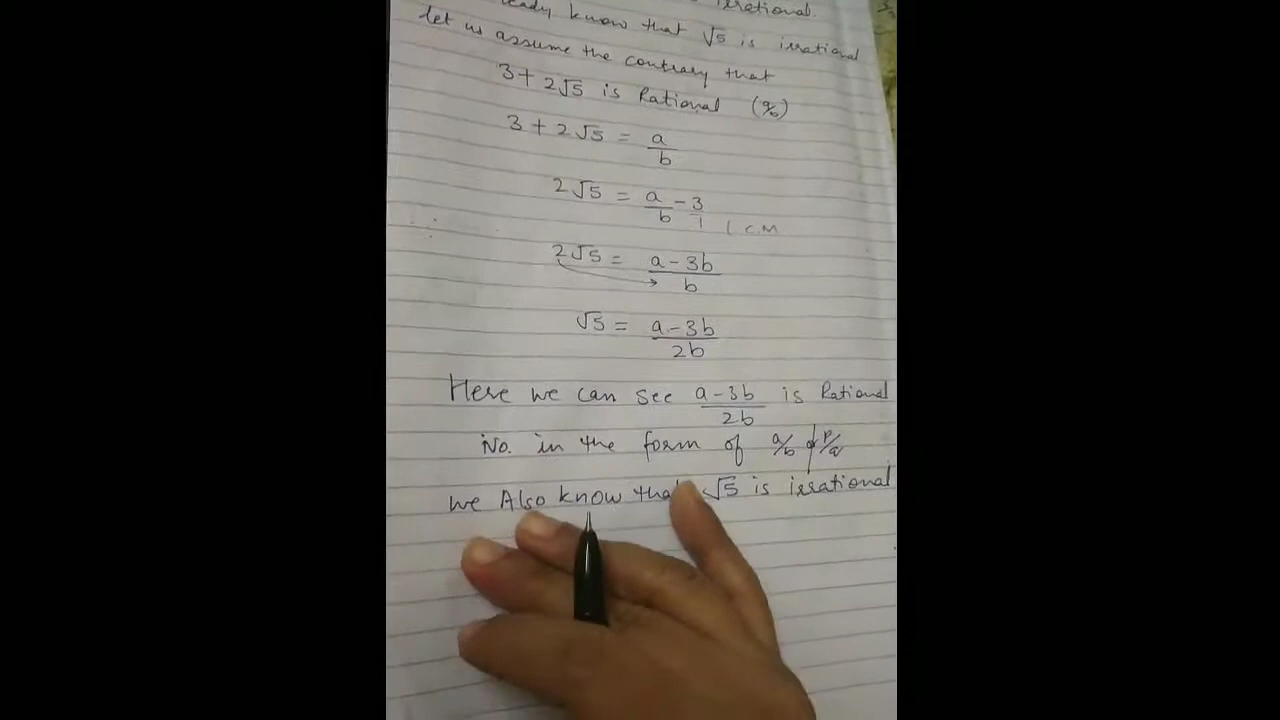 irrational.
know that √5 is irrational
let us assume the contrary that
3 + 2√5 is Rational (a/b)
3 + 2√5 = a/b
2√5 = a/b - 3/1
L C.M
2√5 = a - 3b / b
√5 = a - 3b / 2b
Here we can see a - 3b / 2b is Rational
No. in the form of a/b
we Also know that √5 is irrational